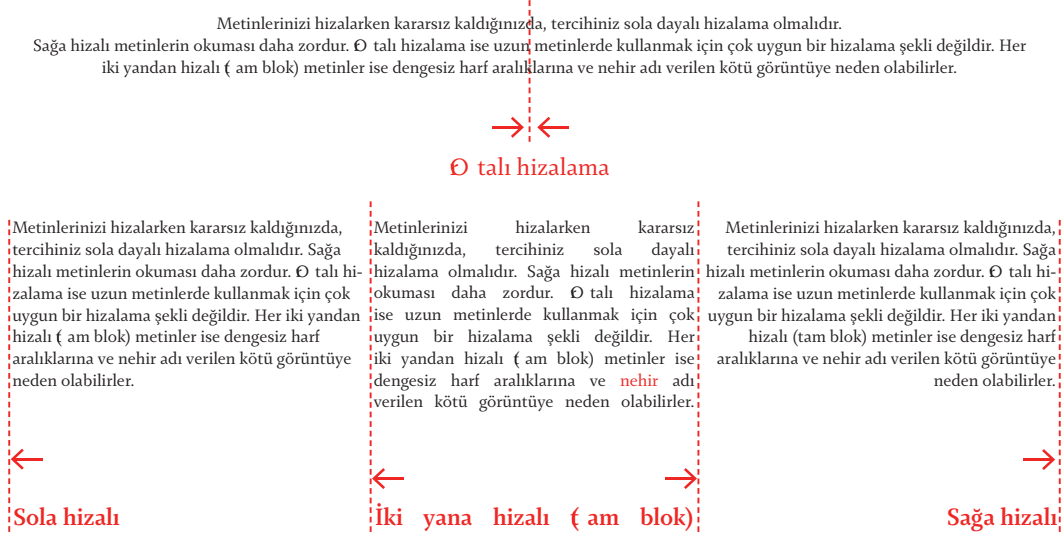 Metinlerinizi hizalarken kararsız kaldığınızda, tercihiniz sola dayalı hizalama olmalıdır.
Sağa hizalı metinlerin okuması daha zordur. Ortalı hizalama ise uzun metinlerde kullanmak için çok uygun bir hizalama şekli değildir. Her
iki yandan hizalı (tam blok) metinler ise dengesiz harf aralıklarına ve nehir adı verilen kötü görüntüye neden olabilirler.
Ortalı hizalama
Metinlerinizi hizalarken kararsız kaldığınızda,
tercihiniz sola dayalı hizalama olmalıdır. Sağa
hizalı metinlerin okuması daha zordur. Ortalı hi-
zalama ise uzun metinlerde kullanmak için çok
uygun bir hizalama şekli değildir. Her iki yandan
hizalı (tam blok) metinler ise dengesiz harf
aralıklarına ve nehir adı verilen kötü görüntüye
neden olabilirler.
Sola hizalı
Metinlerinizi hizalarken kararsız
kaldığınızda, tercihiniz sola dayalı
hizalama olmalıdır. Sağa hizalı metinlerin
okuması daha zordur. Ortalı hizalama
ise uzun metinlerde kullanmak için çok
uygun bir hizalama şekli değildir. Her
iki yandan hizalı (tam blok) metinler ise
dengesiz harf aralıklarına ve nehir adı
verilen kötü görüntüye neden olabilirler.
İki yana hizalı (tam blok)
Metinlerinizi hizalarken kararsız kaldığınızda,
tercihiniz sola dayalı hizalama olmalıdır. Sağa
hizalı metinlerin okuması daha zordur. Ortalı hi-
zalama ise uzun metinlerde kullanmak için çok
uygun bir hizalama şekli değildir. Her iki yandan
hizalı (tam blok) metinler ise dengesiz harf
aralıklarına ve nehir adı verilen kötü görüntüye
neden olabilirler.
Sağa hizalı